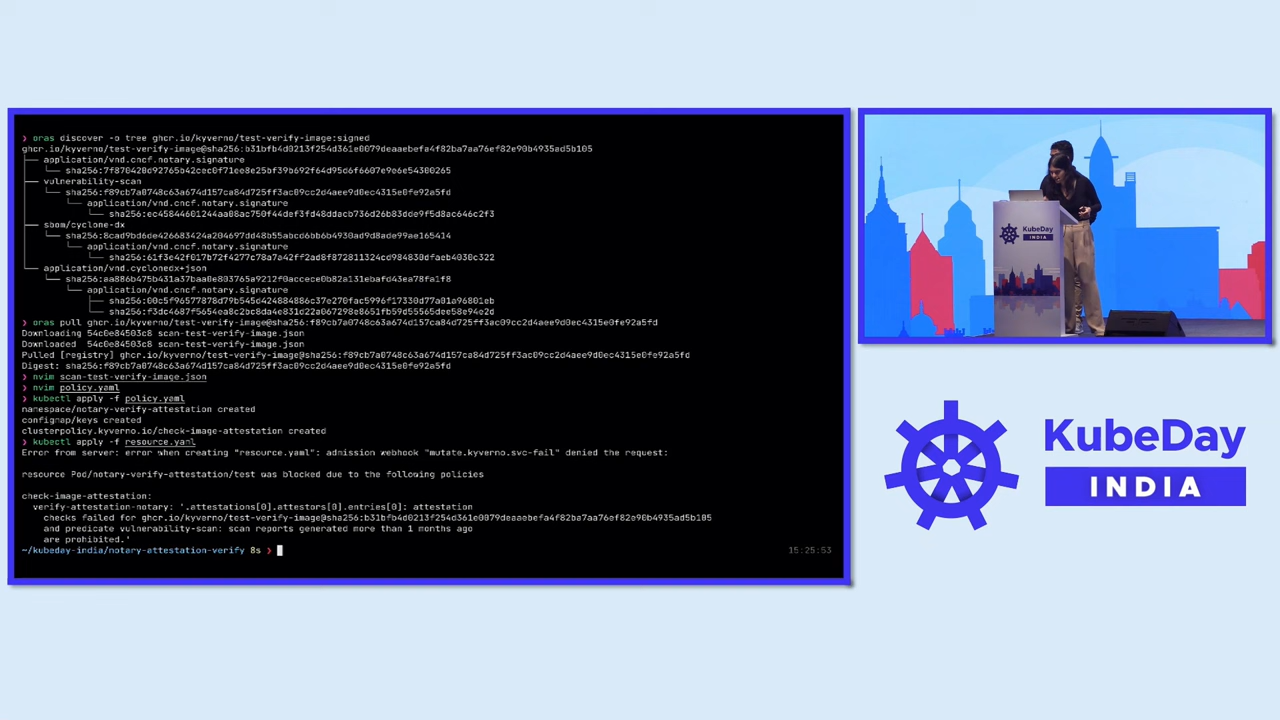 ❯ oras discover -o tree ghcr.io/kyverno/test-verify-image:signed
ghcr.io/kyverno/test-verify-image@sha256:b31bfb4d0213f254d361e0079deaaebefa4f82ba7aa76ef82e90b4935ad5b105
├── application/vnd.cncf.notary.signature
│   └── sha256:7f870420d92765b42cec0f71ee8e25bf39b692f64d95d6f6607e9e6e54300265
├── vulnerability-scan
│   └── sha256:f89cb7a0748c63a674d157ca84d725ff3ac09cc2d4aee9d0ec4315e0fe92a5fd
│       └── application/vnd.cncf.notary.signature
│           └── sha256:ec45844601244aa08ac750f44def3fd48ddacb736d26b83dde9f5d8ac646c2f3
├── sbom/cyclone-dx
│   └── sha256:8cad9bd6de426683424a204697dd48b55abcd6bb6b4930ad9d8ade99ae165414
│       └── application/vnd.cncf.notary.signature
│           └── sha256:61f3e42f017b72f4277c78a7a42ff2ad8f872811324cd984830dfaeb4030c322
└── application/vnd.cyclonedx+json
    └── sha256:aa886b475b431a37baa0e803765a9212f0accece0b82a131ebafd43ea78fa1f8
        └── application/vnd.cncf.notary.signature
            ├── sha256:00c5f96577878d79b545d424884886c37e270fac5996f17330d77a01a96801eb
            └── sha256:f3dc4687f5654ea8c2bc8da4e831d22a067298e8651fb59d55565dee58e94e2d
❯ oras pull ghcr.io/kyverno/test-verify-image@sha256:f89cb7a0748c63a674d157ca84d725ff3ac09cc2d4aee9d0ec4315e0fe92a5fd
Downloading 54c0e84503c8 scan-test-verify-image.json
Downloaded  54c0e84503c8 scan-test-verify-image.json
Pulled [registry] ghcr.io/kyverno/test-verify-image@sha256:f89cb7a0748c63a674d157ca84d725ff3ac09cc2d4aee9d0ec4315e0fe92a5fd
Digest: sha256:f89cb7a0748c63a674d157ca84d725ff3ac09cc2d4aee9d0ec4315e0fe92a5fd
❯ nvim scan-test-verify-image.json
❯ nvim policy.yaml
❯ kubectl apply -f policy.yaml
namespace/notary-verify-attestation created
configmap/keys created
clusterpolicy.kyverno.io/check-image-attestation created
❯ kubectl apply -f resource.yaml
Error from server: error when creating "resource.yaml": admission webhook "mutate.kyverno.svc-fail" denied the request:
resource Pod/notary-verify-attestation/test was blocked due to the following policies
check-image-attestation:
verify-attestation-notary: '.attestations[0].attestors[0].entries[0]: attestation
checks failed for ghcr.io/kyverno/test-verify-image@sha256:b31bfb4d0213f254d361e0079deaaebefa4f82ba7aa76ef82e90b4935ad5b105
and predicate vulnerability-scan: scan reports generated more than 1 months ago
are prohibited.'
~/kubeday-india/notary-attestation-verify 8s ❯ 15:25:53
KubeDay
INDIA
KubeDay
INDIA